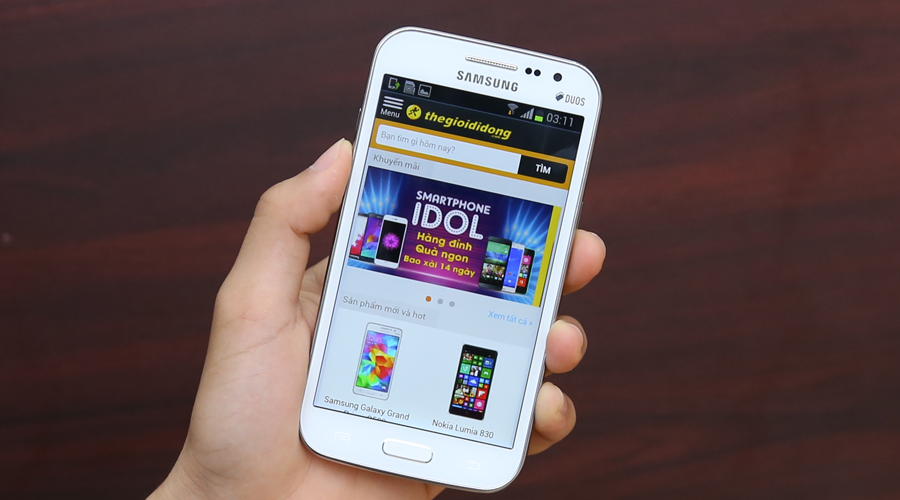 SAMSUNG
DUOS
03:11
Menu
thegioididong
.com
Bạn tìm gì hôm nay?
TÌM
Khuyến mãi
SMARTPHONE
IDOL
Hàng đỉnh
Quà ngon
Bao xài 14 ngày
Sản phẩm mới và hot
Xem tất cả »
Samsung Galaxy Grand
Nokia Lumia 830